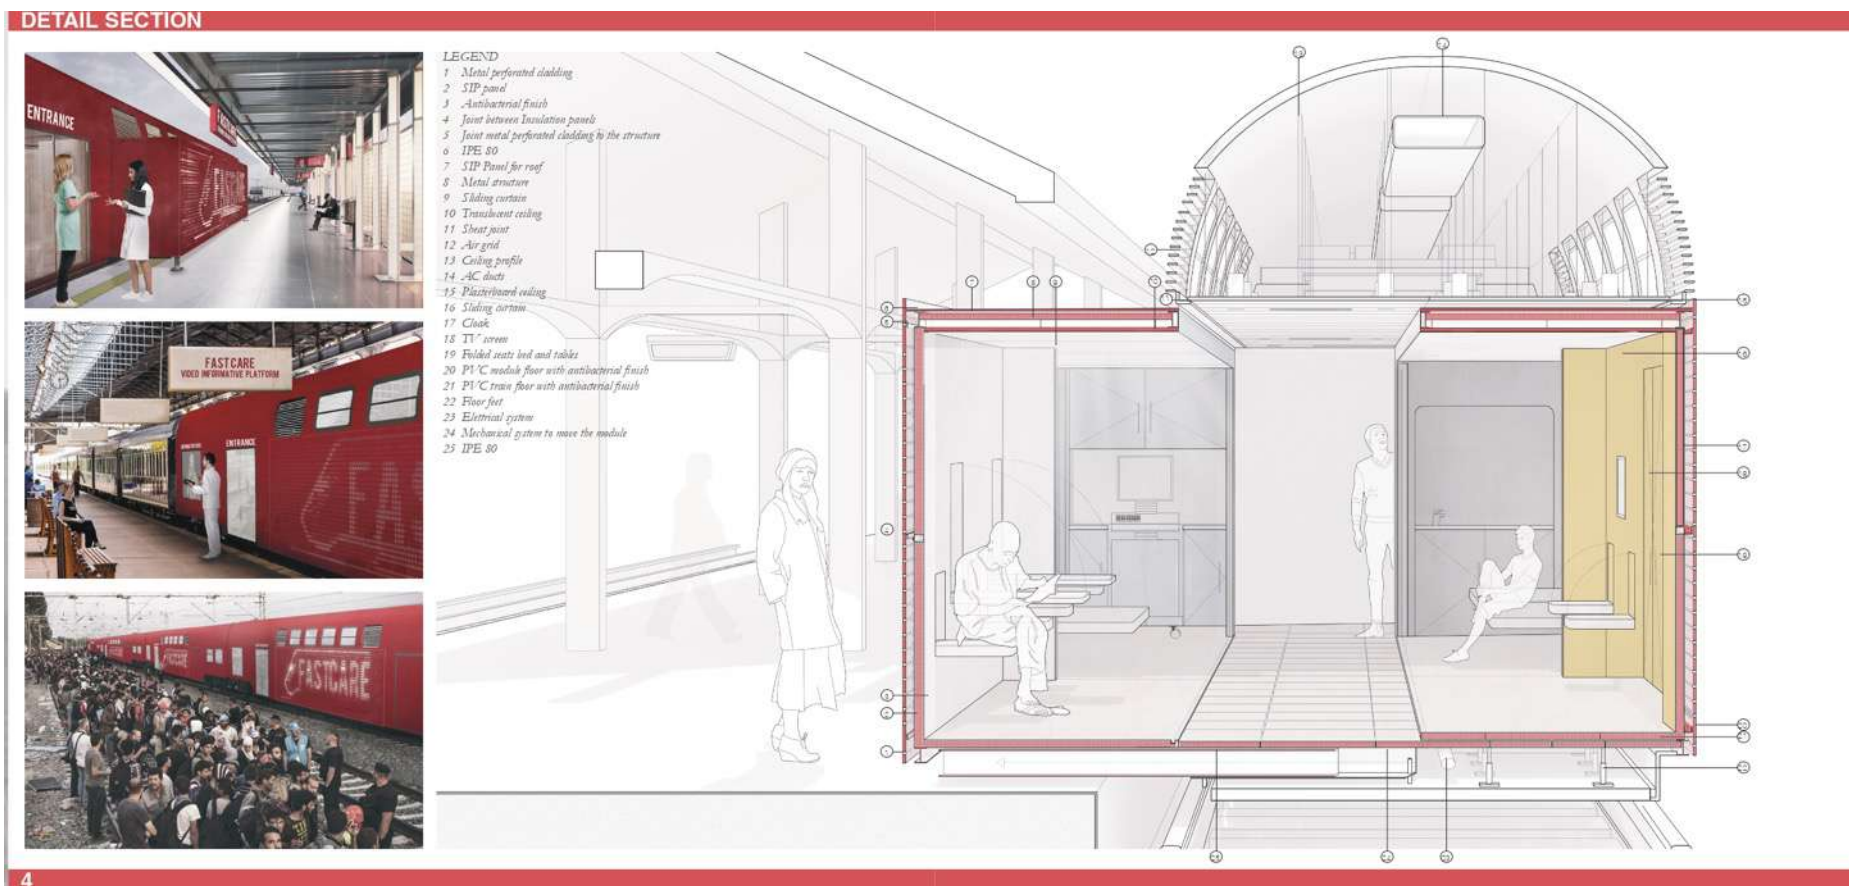 DETAIL SECTION
ENTRANCE
FASTCARE
FASTCARE
VIDEO INFORMATIVE PLATFORM
ENTRANCE
FAS
FASTCARE
FASTCARE
LEGEND
1 Metal perforated cladding
2 SIP panel
3 Antibacterial finish
4 Joint between Insulation panels
5 Joint metal perforated cladding to the structure
6 IPE 80
7 SIP Panel for roof
8 Metal structure
9 Sliding curtain
10 Translucent ceiling
11 Sheat joint
12 Air grid
13 Ceiling profile
14 AC ducts
15 Plasterboard ceiling
16 Sliding curtain
17 Cloak
18 TV screen
19 Folded seats bed and tables
20 PVC module floor with antibacterial finish
21 PVC train floor with antibacterial finish
22 Floor feet
23 Elettrical system
24 Mechanical system to move the module
25 IPE 80
4